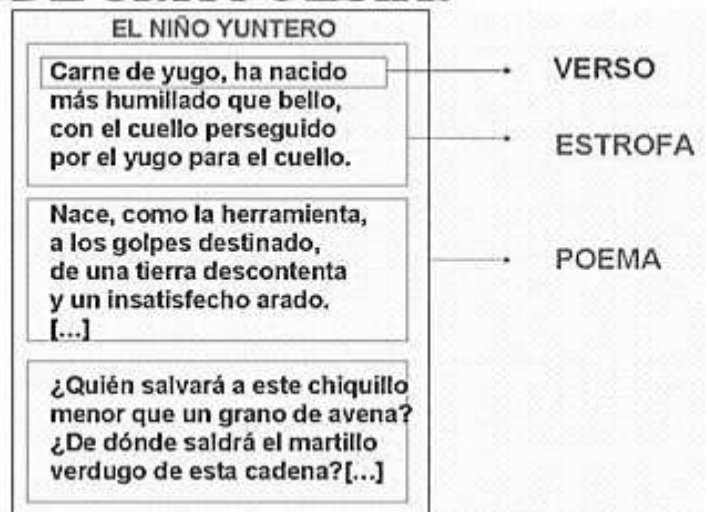 EL NIÑO YUNTERO
Carne de yugo, ha nacido
más humillado que bello,
con el cuello perseguido
por el yugo para el cuello.
Nace, como la herramienta,
a los golpes destinado,
de una tierra descontenta
y un insatisfecho arado.
[...]
¿Quién salvará a este chiquillo
menor que un grano de avena?
¿De dónde saldrá el martillo
verdugo de esta cadena?[...]
VERSO
ESTROFA
POEMA